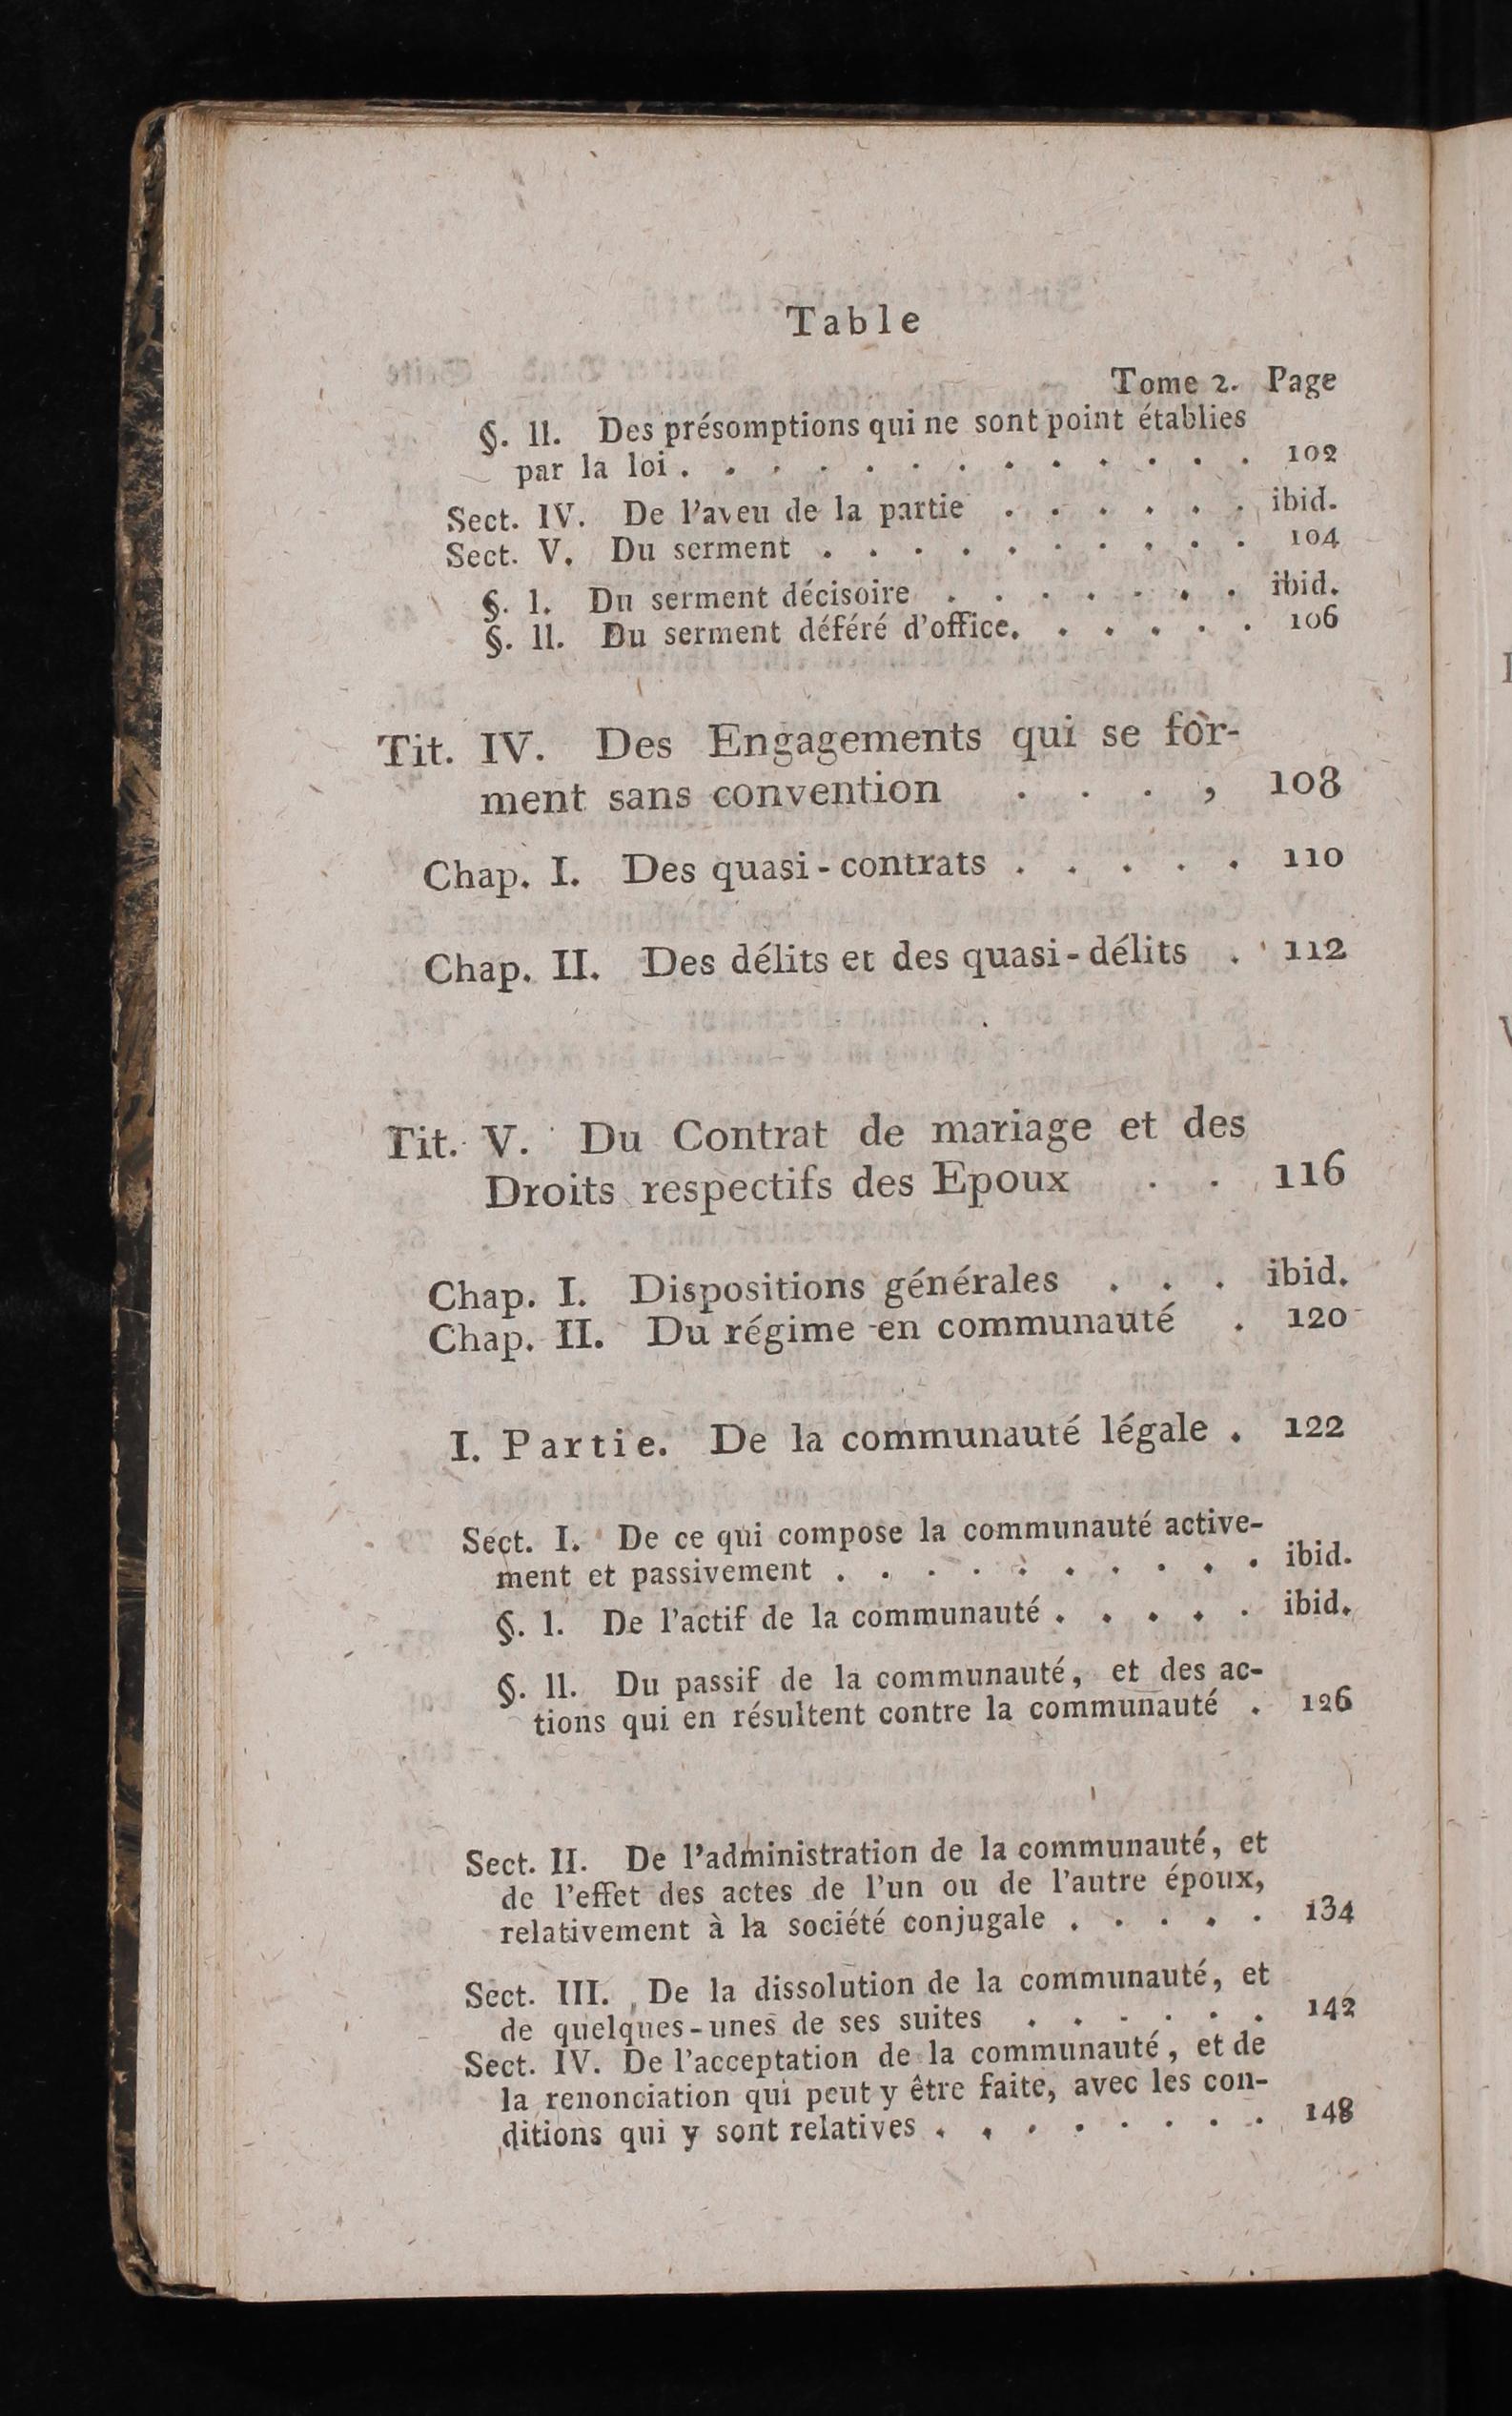 Table
Tome 2. Page
§. II. Des présomptions qui ne sont point établies
par la loi . . . . . . . . . . . . . 102
Sect. IV. De l'aveu de la partie . . . . . . ibid.
Sect. V. Du serment . . . . . . . . . . 104
§. I. Du serment décisoire . . . . . . . ibid.
§. II. Du serment déféré d'office. . . . . . 106
Tit. IV. Des Engagements qui se for-
ment sans convention . . . , 108
Chap. I. Des quasi-contrats . . . . . 110
Chap. II. Des délits et des quasi-délits . 112
Tit. V. Du Contrat de mariage et des
Droits respectifs des Epoux . . 116
Chap. I. Dispositions générales . . . ibid.
Chap. II. Du régime en communauté . 120
I. Partie. De la communauté légale . 122
Sect. I. De ce qui compose la communauté active-
ment et passivement . . . . . . . . . . ibid.
§. I. De l'actif de la communauté . . . . . ibid.
§. II. Du passif de la communauté, et des ac-
tions qui en résultent contre la communauté . 126
Sect. II. De l'administration de la communauté, et
de l'effet des actes de l'un ou de l'autre époux,
relativement à la société conjugale . . . . . 134
Sect. III. De la dissolution de la communauté, et
de quelques-unes de ses suites . . . . . . 142
Sect. IV. De l'acceptation de la communauté, et de
la renonciation qui peut y être faite, avec les con-
ditions qui y sont relatives . . . . . . . . 148